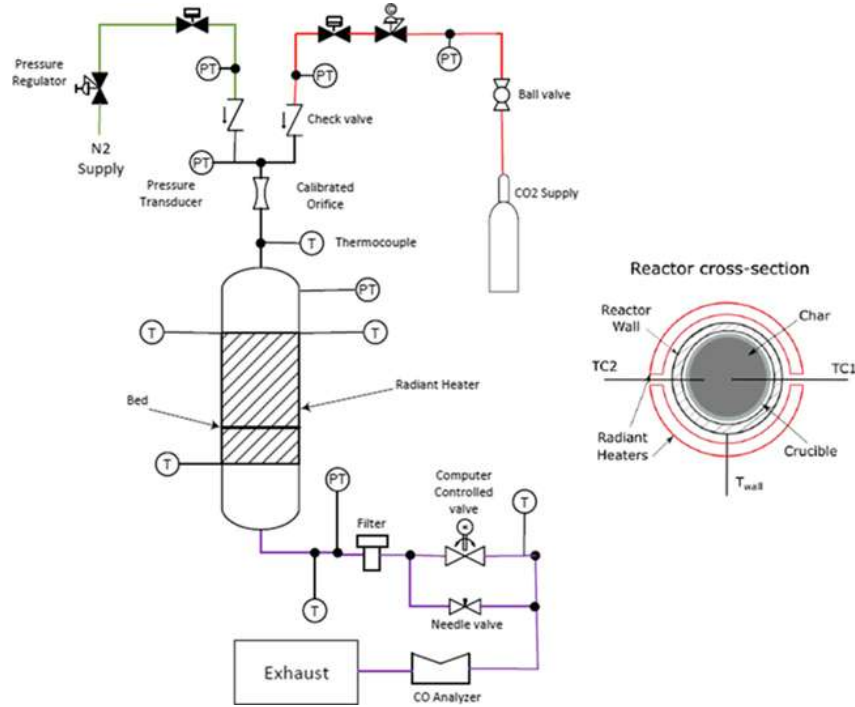 Pressure
Regulator
N2
Supply
PT
PT
Check valve
PT
Pressure
Transducer
Calibrated
Orifice
PT
Ball valve
CO2 Supply
T
Thermocouple
PT
T
T
Bed
Radiant Heater
T
PT
Filter
Computer
Controlled
valve
T
T
Needle valve
Exhaust
CO Analyzer
Reactor cross-section
Reactor
Wall
Char
TC2
TC1
Radiant
Heaters
Crucible
Twall